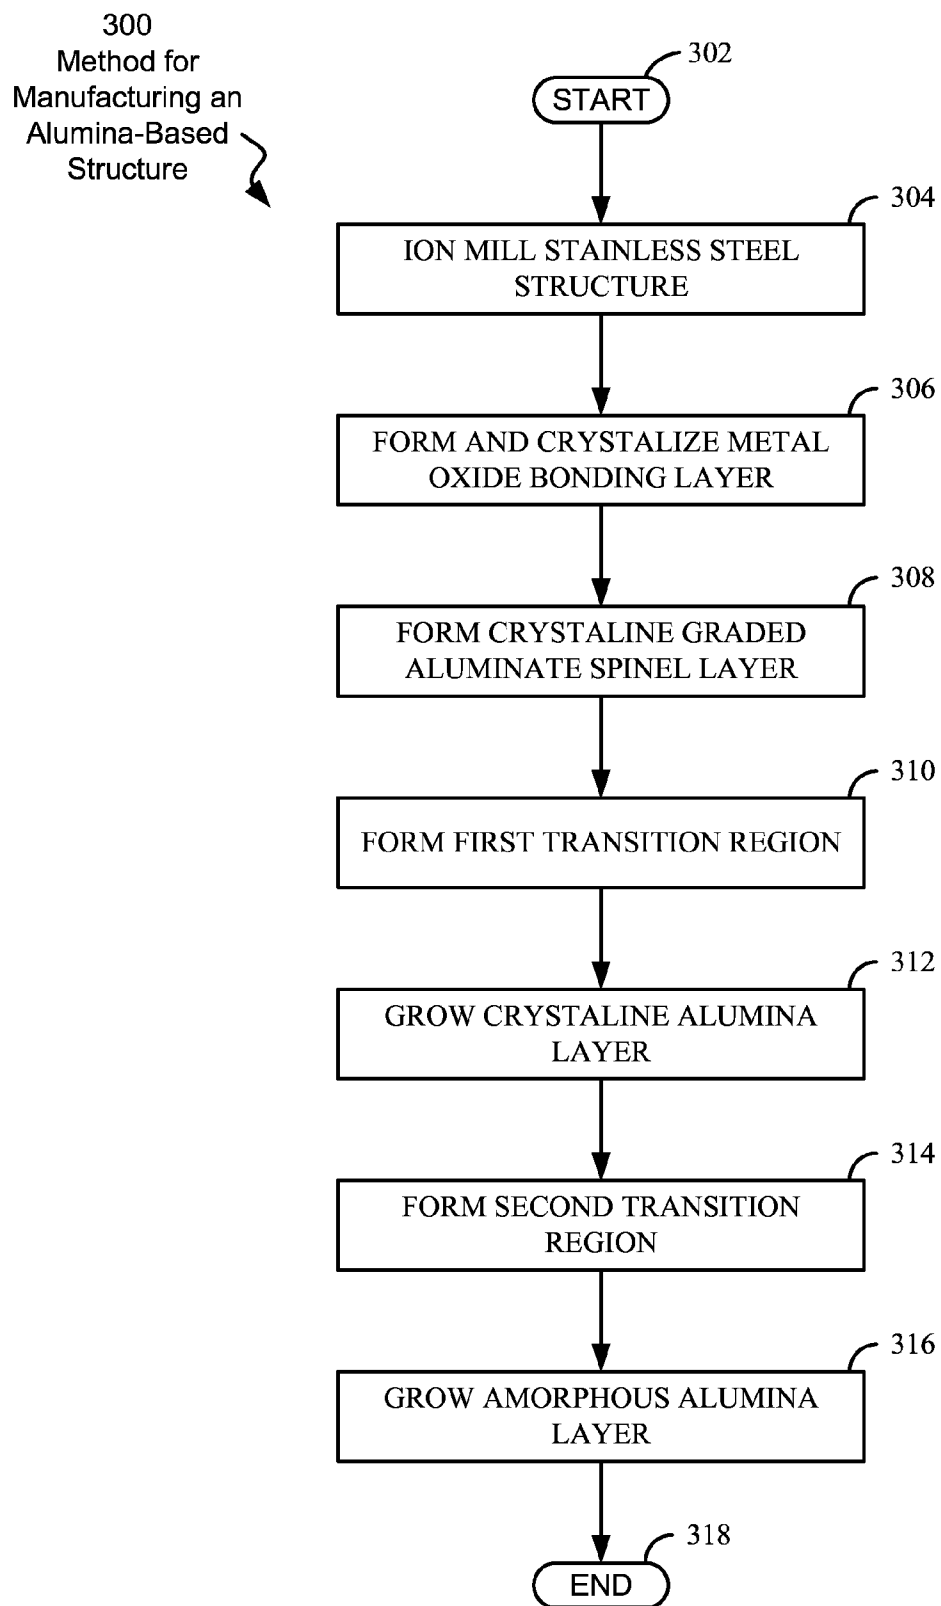 300
Method for
Manufacturing an
Alumina-Based
Structure
302
START
304
ION MILL STAINLESS STEEL
STRUCTURE
306
FORM AND CRYSTALIZE METAL
OXIDE BONDING LAYER
308
FORM CRYSTALINE GRADED
ALUMINATE SPINEL LAYER
310
FORM FIRST TRANSITION REGION
312
GROW CRYSTALINE ALUMINA
LAYER
314
FORM SECOND TRANSITION
REGION
316
GROW AMORPHOUS ALUMINA
LAYER
318
END